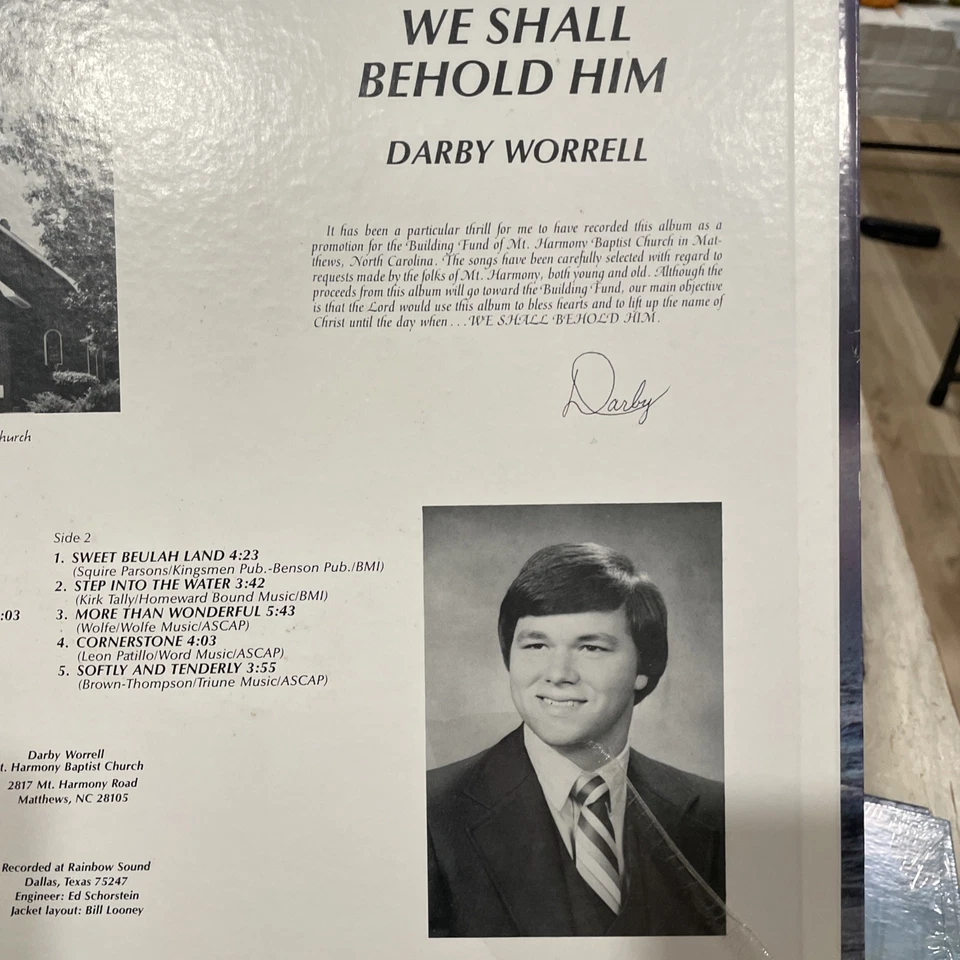 WE SHALL
BEHOLD HIM
DARBY WORRELL
It has been a particular thrill for me to have recorded this album as a
promotion for the Building Fund of Mt. Harmony Baptist Church in Mat-
thews, North Carolina. The songs have been carefully selected with regard to
requests made by the folks of Mt. Harmony, both young and old. Although the
proceeds from this album will go toward the Building Fund, our main objective
is that the Lord would use this album to bless hearts and to lift up the name of
Christ until the day when . . . WE SHALL BEHOLD HIM.
Darby
hurch
Side 2
1. SWEET BEULAH LAND 4:23
(Squire Parsons/Kingsmen Pub.-Benson Pub./BMI)
2. STEP INTO THE WATER 3:42
(Kirk Tally/Homeward Bound Music/BMI)
:03
3. MORE THAN WONDERFUL 5:43
(Wolfe/Wolfe Music/ASCAP)
4. CORNERSTONE 4:03
(Leon Patillo/Word Music/ASCAP)
5. SOFTLY AND TENDERLY 3:55
(Brown-Thompson/Triune Music/ASCAP)
Darby Worrell
t. Harmony Baptist Church
2817 Mt. Harmony Road
Matthews, NC 28105
Recorded at Rainbow Sound
Dallas, Texas 75247
Engineer: Ed Schorstein
Jacket layout: Bill Looney